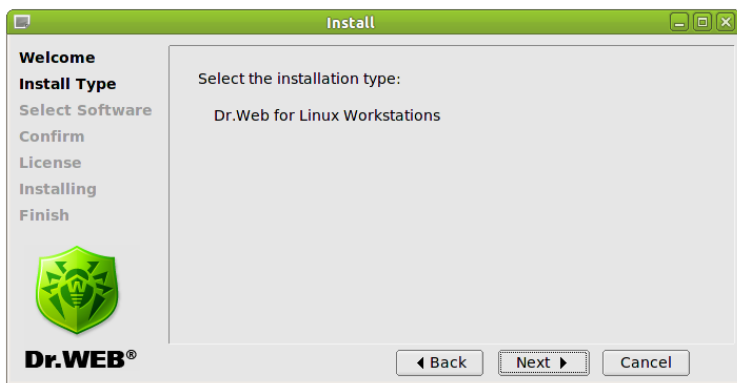 Install
Welcome
Install Type
Select Software
Confirm
License
Installing
Finish
Select the installation type:
Dr.Web for Linux Workstations
Dr.WEB®
Back
Next
Cancel